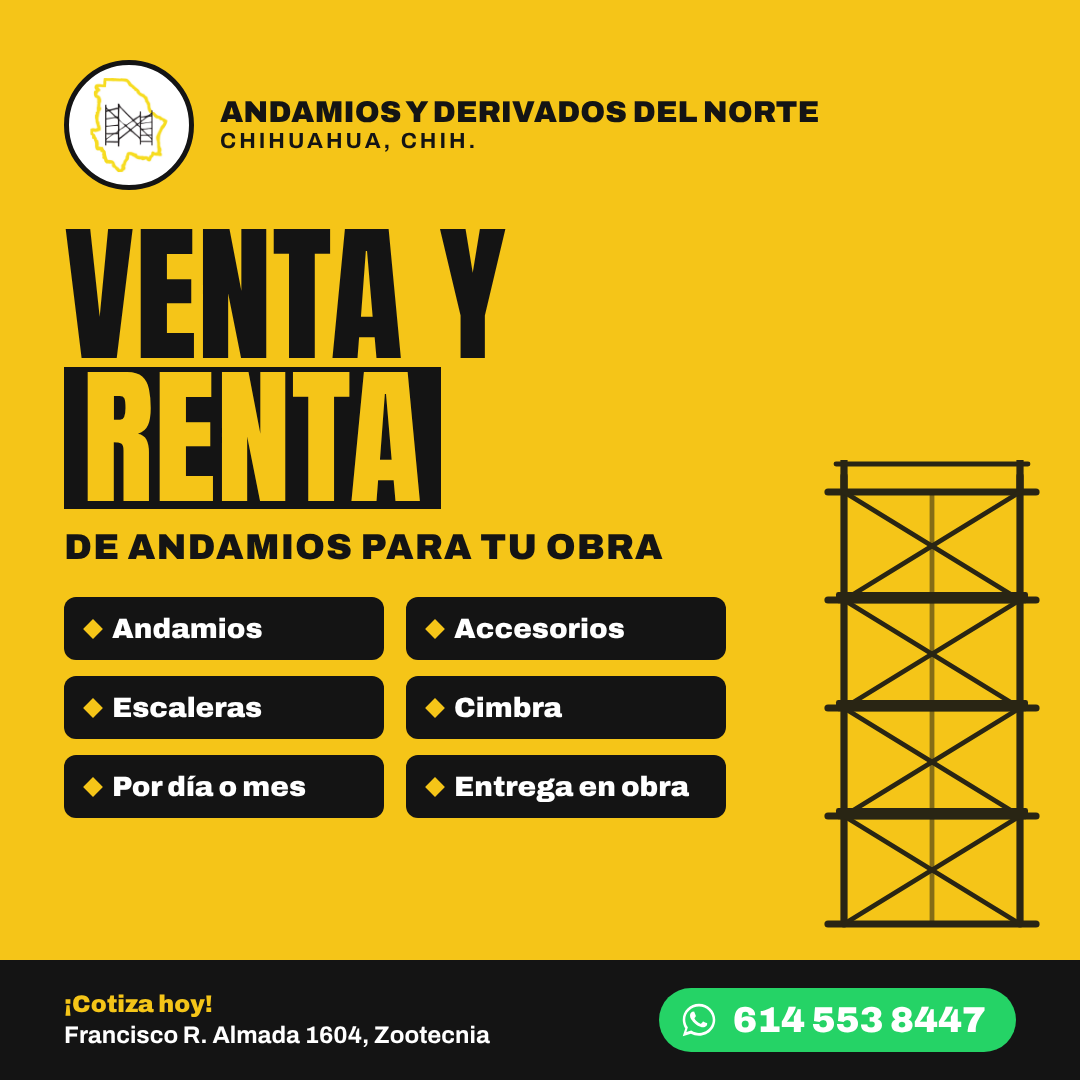 ANDAMIOS Y DERIVADOS DEL NORTE
CHIHUAHUA, CHIH.
VENTA Y
RENTA
DE ANDAMIOS PARA TU OBRA
Andamios
Accesorios
Escaleras
Cimbra
Por día o mes
Entrega en obra
¡Cotiza hoy!
Francisco R. Almada 1604, Zootecnia
614 553 8447